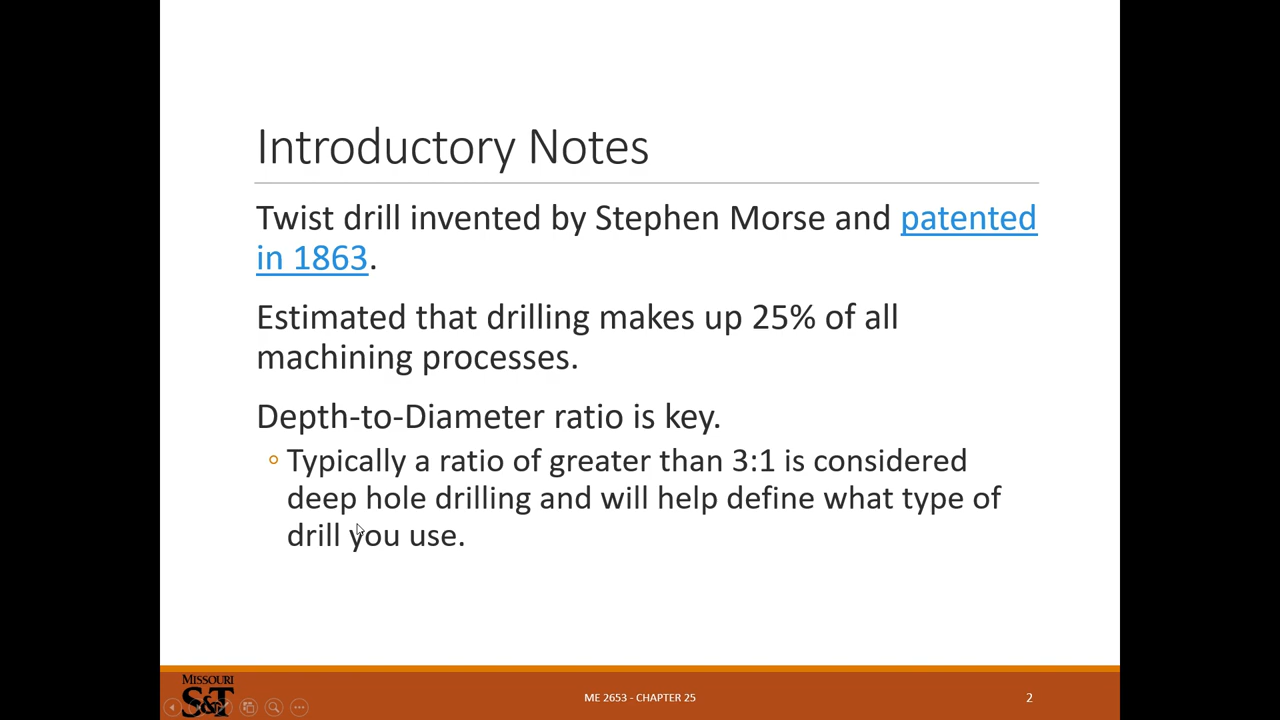 Introductory Notes
Twist drill invented by Stephen Morse and patented
in 1863.
Estimated that drilling makes up 25% of all
machining processes.
Depth-to-Diameter ratio is key.
Typically a ratio of greater than 3:1 is considered
deep hole drilling and will help define what type of
drill you use.
MISSOURI
S&T
ME 2653 - CHAPTER 25
2